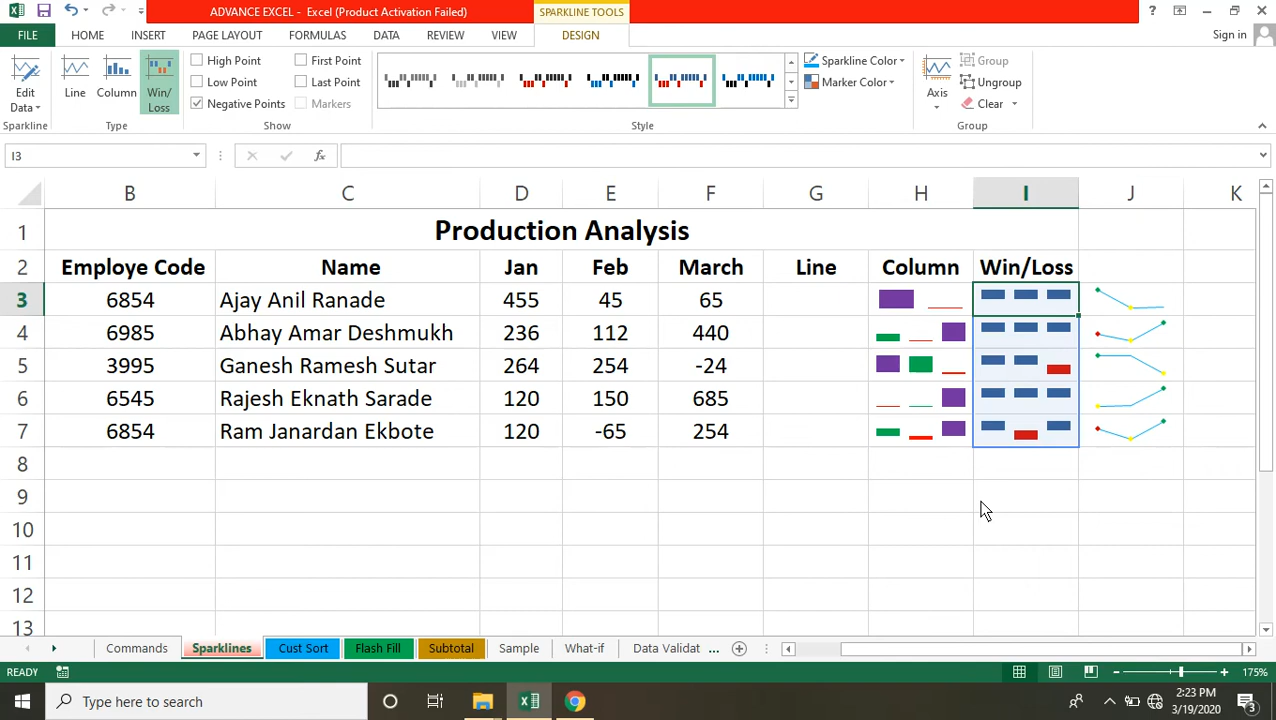 ADVANCE EXCEL - Excel (Product Activation Failed)
SPARKLINE TOOLS
?
FILE HOME INSERT PAGE LAYOUT FORMULAS DATA REVIEW VIEW DESIGN Sign in
Edit Data
Line
Column
Win/Loss
High Point
Low Point
Negative Points
First Point
Last Point
Markers
Sparkline Color
Marker Color
Axis
Group
Ungroup
Clear
Sparkline Type Show Style Group
I3 fx
B C D E F G H I J K
1 Production Analysis
2 Employe Code Name Jan Feb March Line Column Win/Loss
3 6854 Ajay Anil Ranade 455 45 65
4 6985 Abhay Amar Deshmukh 236 112 440
5 3995 Ganesh Ramesh Sutar 264 254 -24
6 6545 Rajesh Eknath Sarade 120 150 685
7 6854 Ram Janardan Ekbote 120 -65 254
8
9
10
11
12
13
Commands Sparklines Cust Sort Flash Fill Subtotal Sample What-if Data Validat ...
READY 175%
Type here to search
2:23 PM
3/19/2020
3